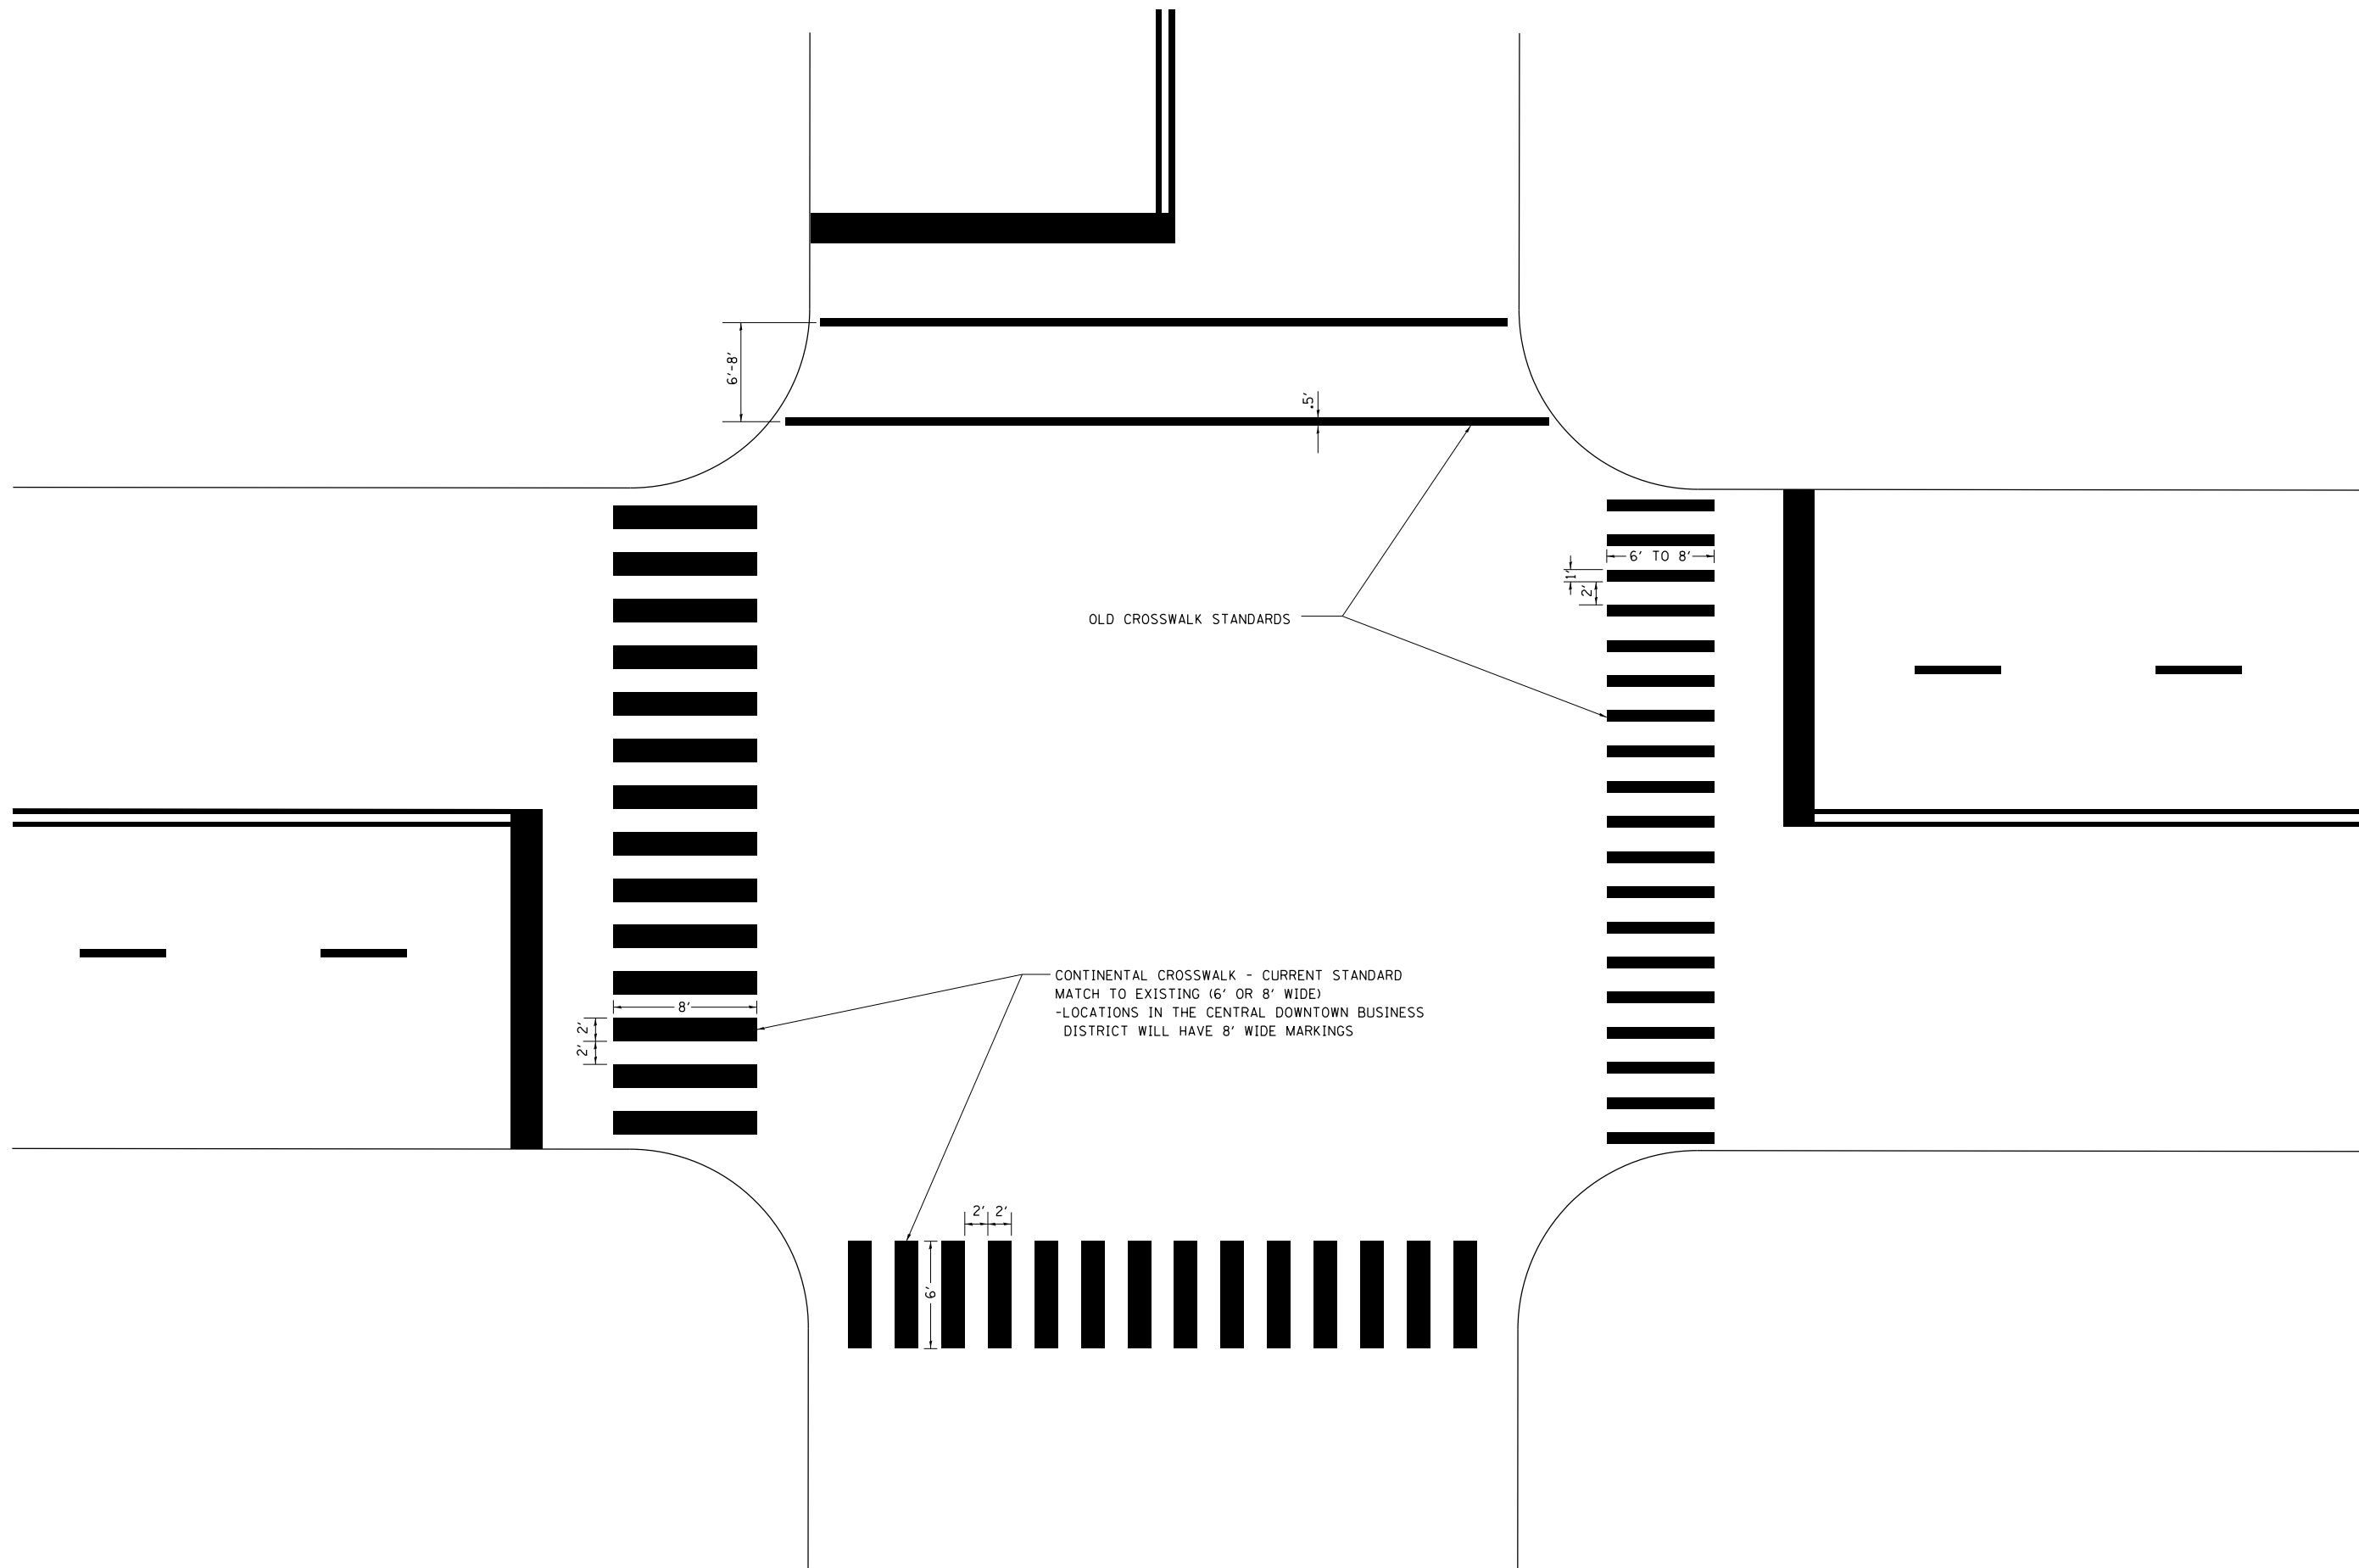 6'-8'
.5'
6' TO 8'
1'
2'
OLD CROSSWALK STANDARDS
CONTINENTAL CROSSWALK - CURRENT STANDARD
MATCH TO EXISTING (6' OR 8' WIDE)
-LOCATIONS IN THE CENTRAL DOWNTOWN BUSINESS
DISTRICT WILL HAVE 8' WIDE MARKINGS
8'
2'
2'
2' 2'
6'